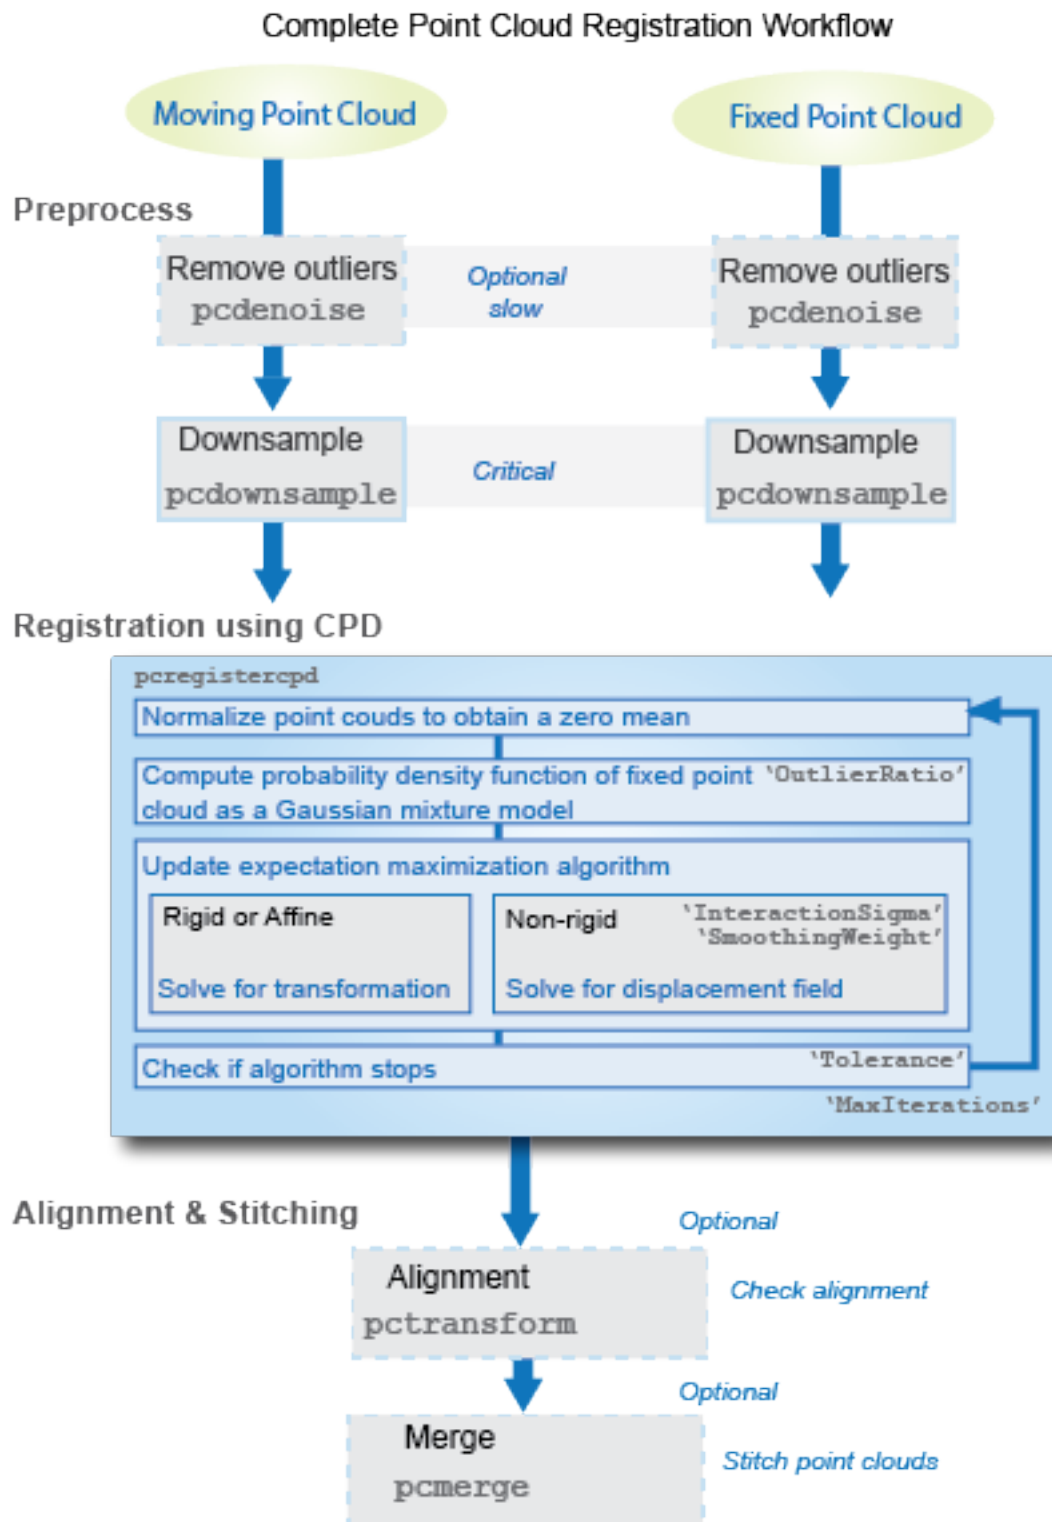 Complete Point Cloud Registration Workflow
Moving Point Cloud
Fixed Point Cloud
Preprocess
Remove outliers
pcdenoise
Optional
slow
Remove outliers
pcdenoise
Downsample
pcdownsample
Critical
Downsample
pcdownsample
Registration using CPD
pcregistercpd
Normalize point couds to obtain a zero mean
Compute probability density function of fixed point 'OutlierRatio'
cloud as a Gaussian mixture model
Update expectation maximization algorithm
Rigid or Affine
Solve for transformation
Non-rigid
'InteractionSigma'
'SmoothingWeight'
Solve for displacement field
Check if algorithm stops
'Tolerance'
'MaxIterations'
Alignment & Stitching
Optional
Alignment
pctransform
Check alignment
Optional
Merge
pcmerge
Stitch point clouds